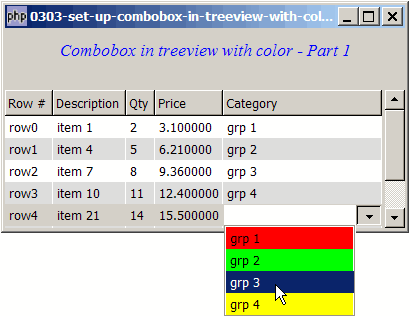 php 0303-set-up-combobox-in-treeview-with-col...
Combobox in treeview with color - Part 1
Row # Description Qty Price Category
row0 item 1 2 3.100000 grp 1
row1 item 4 5 6.210000 grp 2
row2 item 7 8 9.360000 grp 3
row3 item 10 11 12.400000 grp 4
row4 item 21 14 15.500000
grp 1
grp 2
grp 3
grp 4